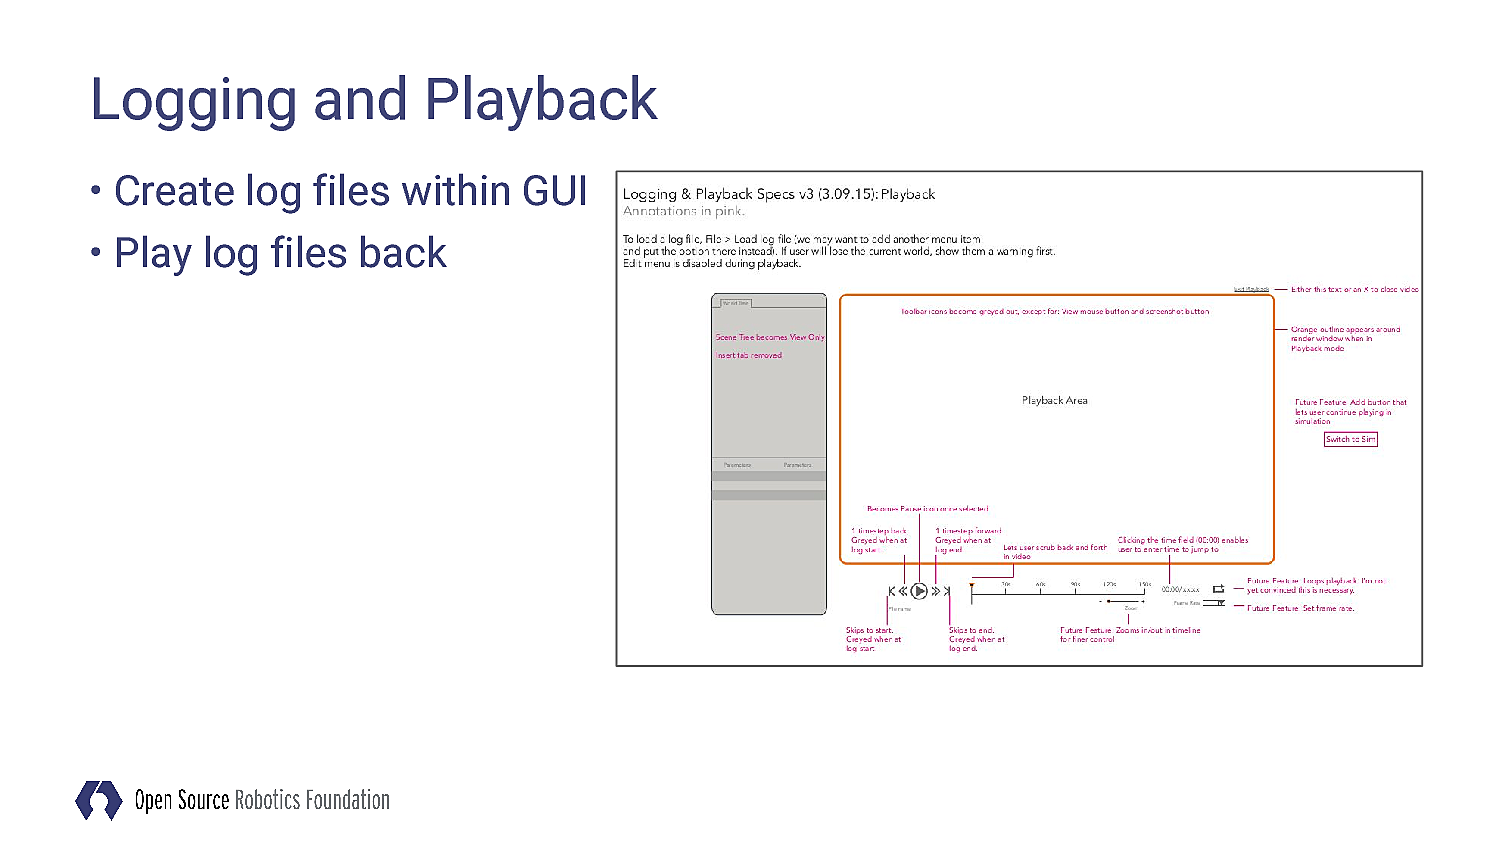 Logging and Playback
• Create log files within GUI
• Play log files back
Logging & Playback Specs v3 (3.09.15): Playback
Annotations in pink.
To load a log file, File > Load log file (we may want to add another menu item
and put the option there instead). If user will lose the current world, show them a warning first.
Edit menu is disabled during playback.
Exit Playback
Either this text or an X to close video
Toolbar icons become greyed out, except for: View mouse button and screenshot button
Orange outline appears around
render window when in
Playback mode
Scene Tree becomes View Only
Insert tab removed
Playback Area
Future Feature: Add button that
lets user continue playing in
simulation
Switch to Sim
Parameters
Parameters
Becomes Pause icon once selected
1 timestep back
Greyed when at
log start.
1 timestep forward
Greyed when at
log end.
Lets user scrub back and forth
in video
Clicking the time field (00:00) enables
user to enter time to jump to
30s 60s 90s 120s 150s
00:00/xx:xx
Future Feature: Loops playback. I'm not
yet convinced this is necessary.
Filename
- +
Zoom
Frame Rate
Future Feature: Set frame rate.
Skips to start.
Greyed when at
log start.
Skips to end.
Greyed when at
log end.
Future Feature: Zooms in/out in timeline
for finer control
Open Source Robotics Foundation